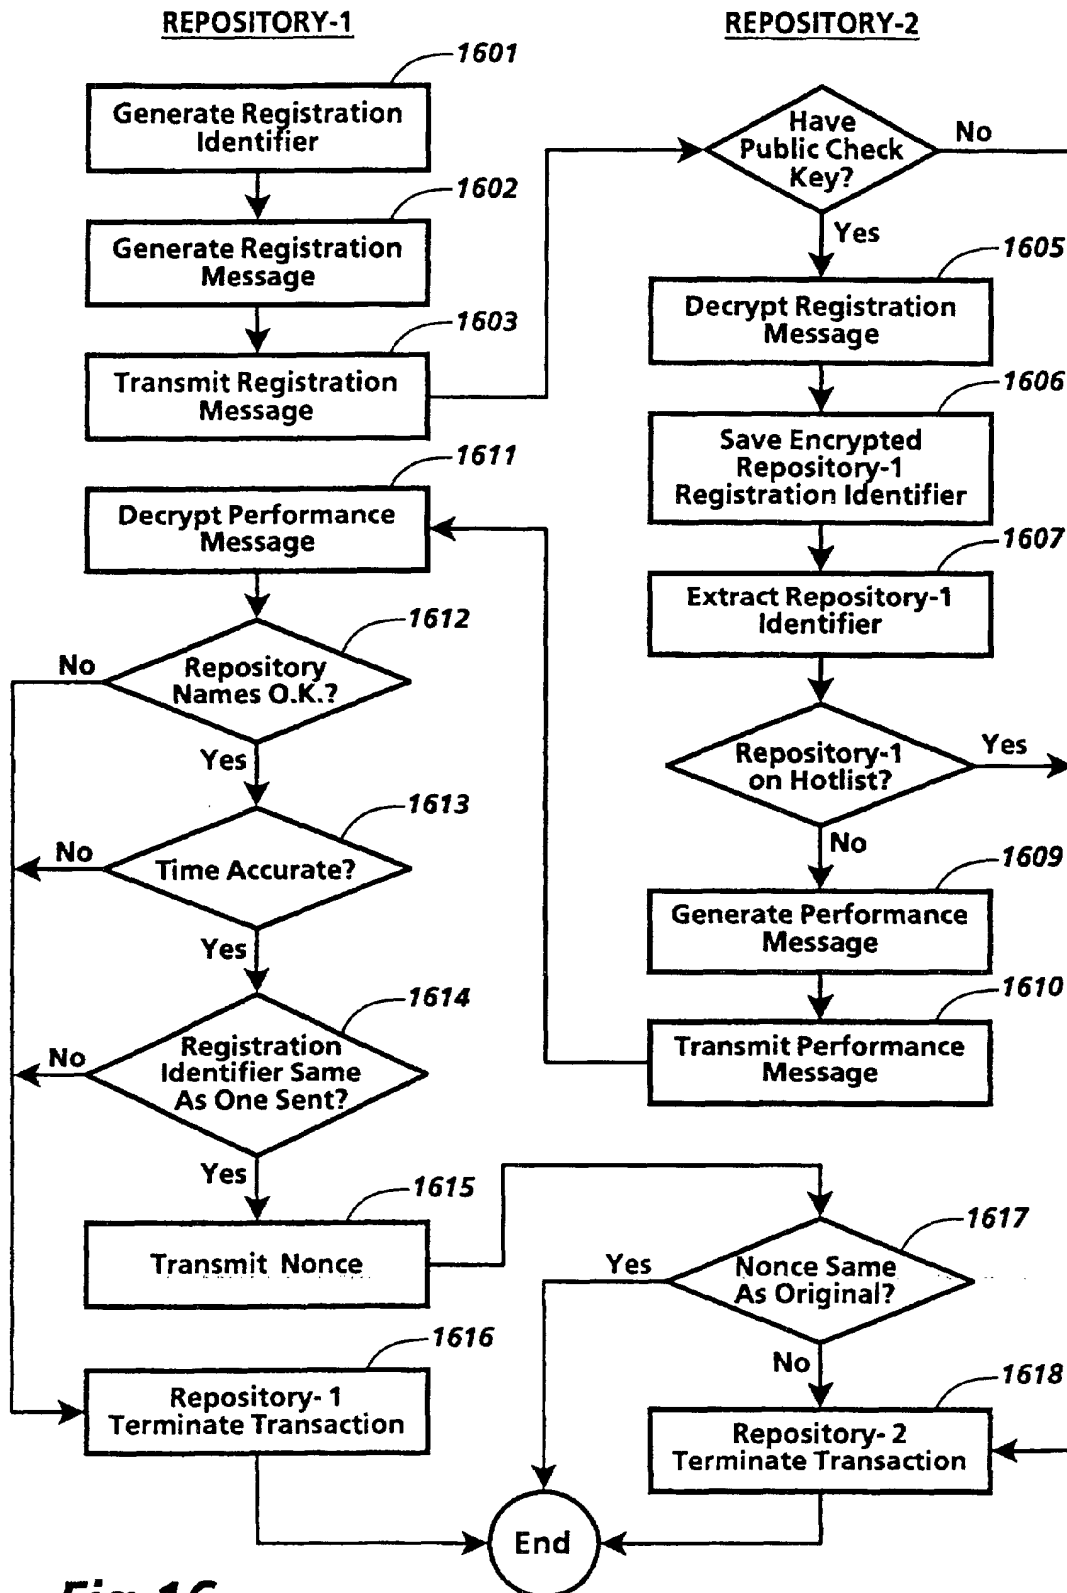 REPOSITORY-1
1601
Generate Registration
Identifier
1602
Generate Registration
Message
1603
Transmit Registration
Message
1611
Decrypt Performance
Message
1612
No
Repository
Names O.K.?
Yes
1613
No
Time Accurate?
Yes
1614
No
Registration
Identifier Same
As One Sent?
Yes
1615
Transmit Nonce
1616
Repository- 1
Terminate Transaction
REPOSITORY-2
Have
Public Check
Key?
No
Yes
1605
Decrypt Registration
Message
1606
Save Encrypted
Repository-1
Registration Identifier
1607
Extract Repository-1
Identifier
Repository-1
on Hotlist?
Yes
No
1609
Generate Performance
Message
1610
Transmit Performance
Message
1617
Yes
Nonce Same
As Original?
No
1618
Repository- 2
Terminate Transaction
End
Fig.16